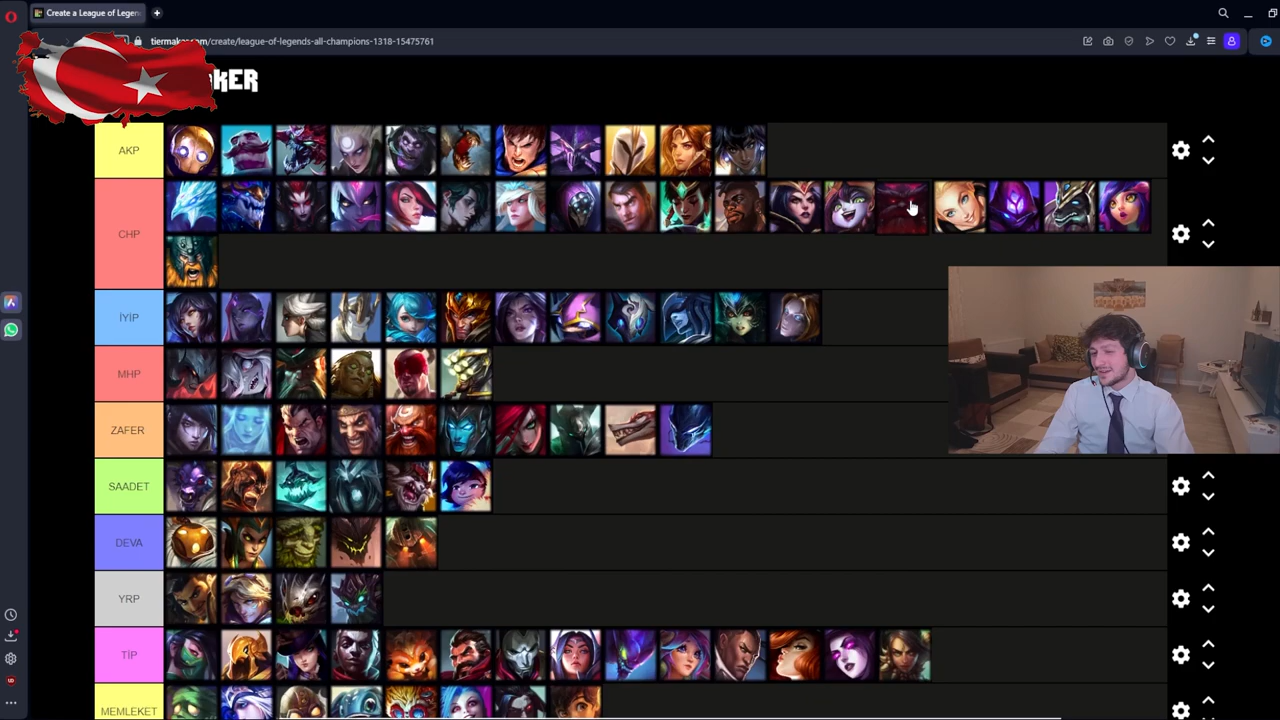 Create a League of Legen
tiermaker.com/create/league-of-legends-all-champions-1318-15475761
KER
AKP
CHP
İYİP
MHP
ZAFER
SAADET
DEVA
YRP
TİP
MEMLEKET